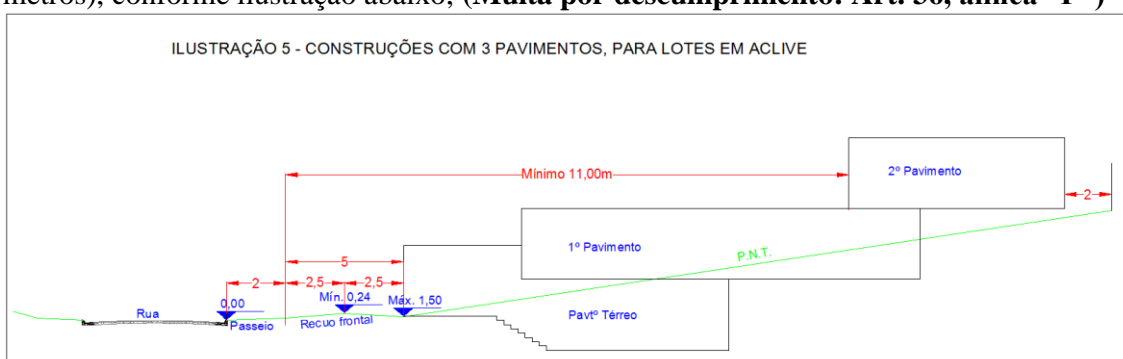 metros), conforme ilustração abaixo; (Multa por descumprimento: Art. 36, alínea "I")
ILUSTRAÇÃO 5 - CONSTRUÇÕES COM 3 PAVIMENTOS, PARA LOTES EM ACLIVE
2º Pavimento
Mínimo 11,00m
2
1º Pavimento
P.N.T.
5
2
2,5
2,5
0,00
Mín. 0,24
Máx. 1,50
Rua
Passeio
Recuo frontal
Pavtº Térreo